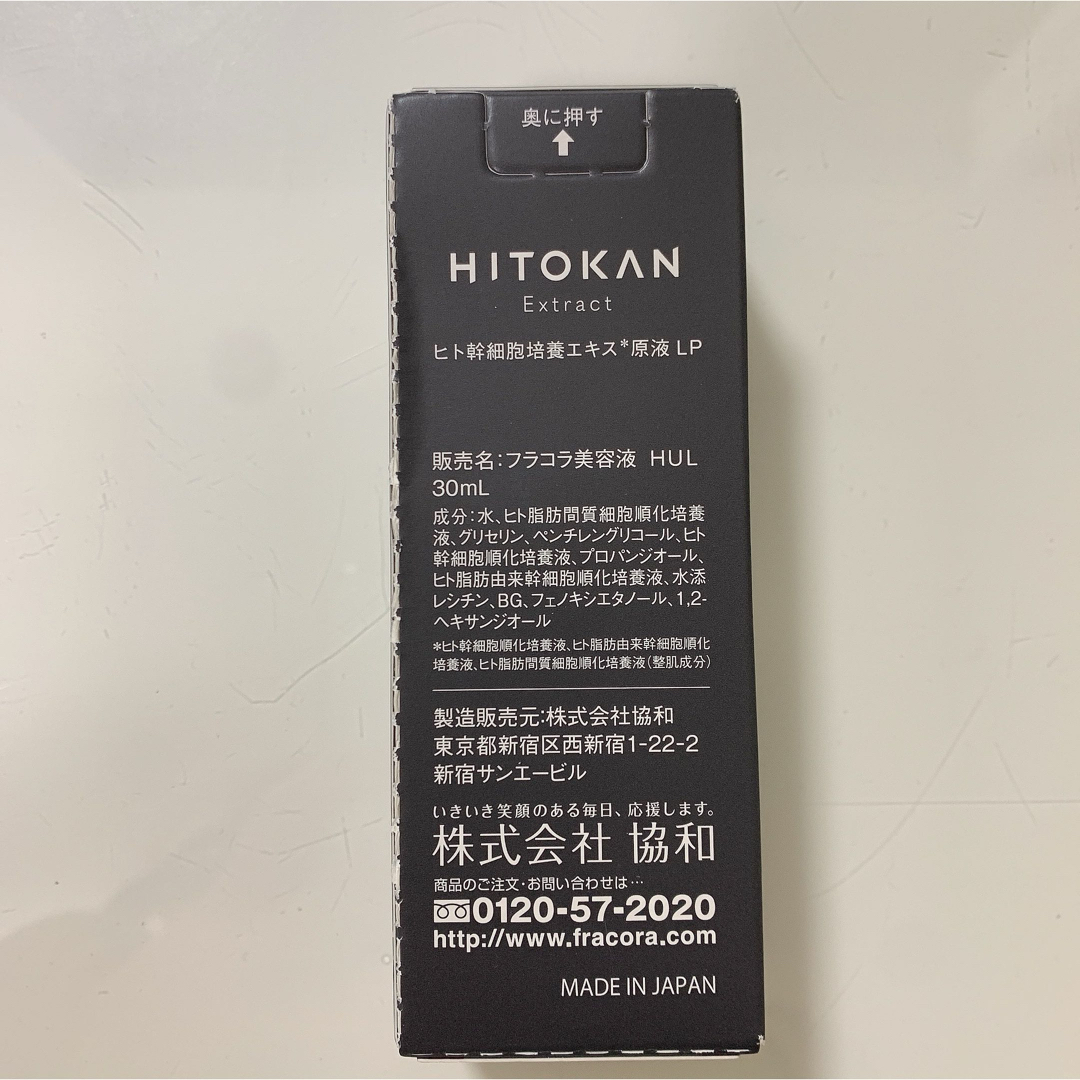 奥に押す
HITOKAN
Extract
ヒト幹細胞培養エキス*原液 LP
販売名:フラコラ美容液 HUL
30mL
成分:水、ヒト脂肪間質細胞順化培養
液、グリセリン、ペンチレングリコール、ヒト
幹細胞順化培養液、プロパンジオール、
ヒト脂肪由来幹細胞順化培養液、水添
レシチン、BG、フェノキシエタノール、1,2-
ヘキサンジオール
*ヒト幹細胞順化培養液、ヒト脂肪由来幹細胞順化
培養液、ヒト脂肪間質細胞順化培養液(整肌成分)
製造販売元:株式会社協和
東京都新宿区西新宿1-22-2
新宿サンエービル
いきいき笑顔のある毎日、応援します。
株式会社 協和
商品のご注文・お問い合わせは…
0120-57-2020
http://www.fracora.com
MADE IN JAPAN